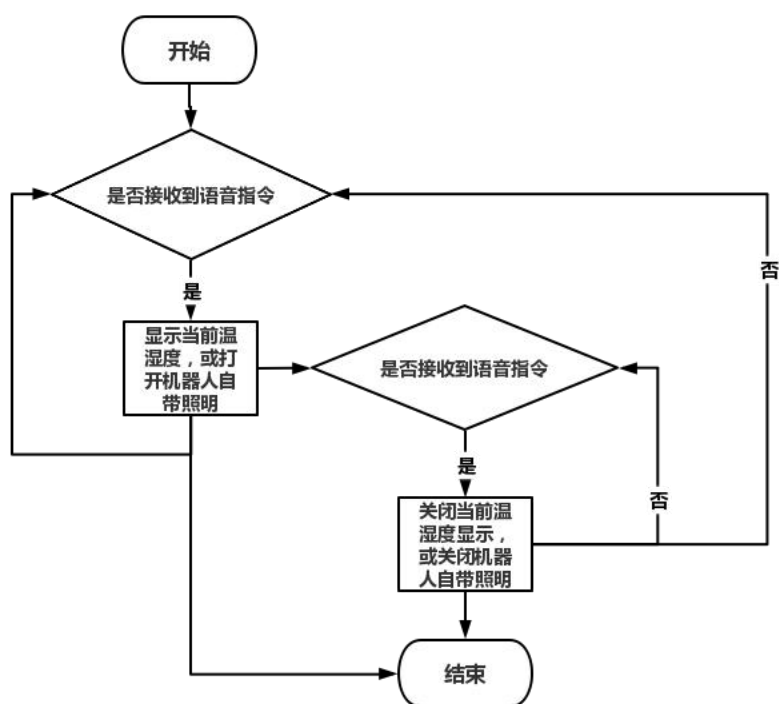 开始
是否接收到语音指令
否
是
显示当前温
湿度，或打
开机器人自
带照明
是否接收到语音指令
是
否
关闭当前温
湿度显示，
或关闭机器
人自带照明
结束